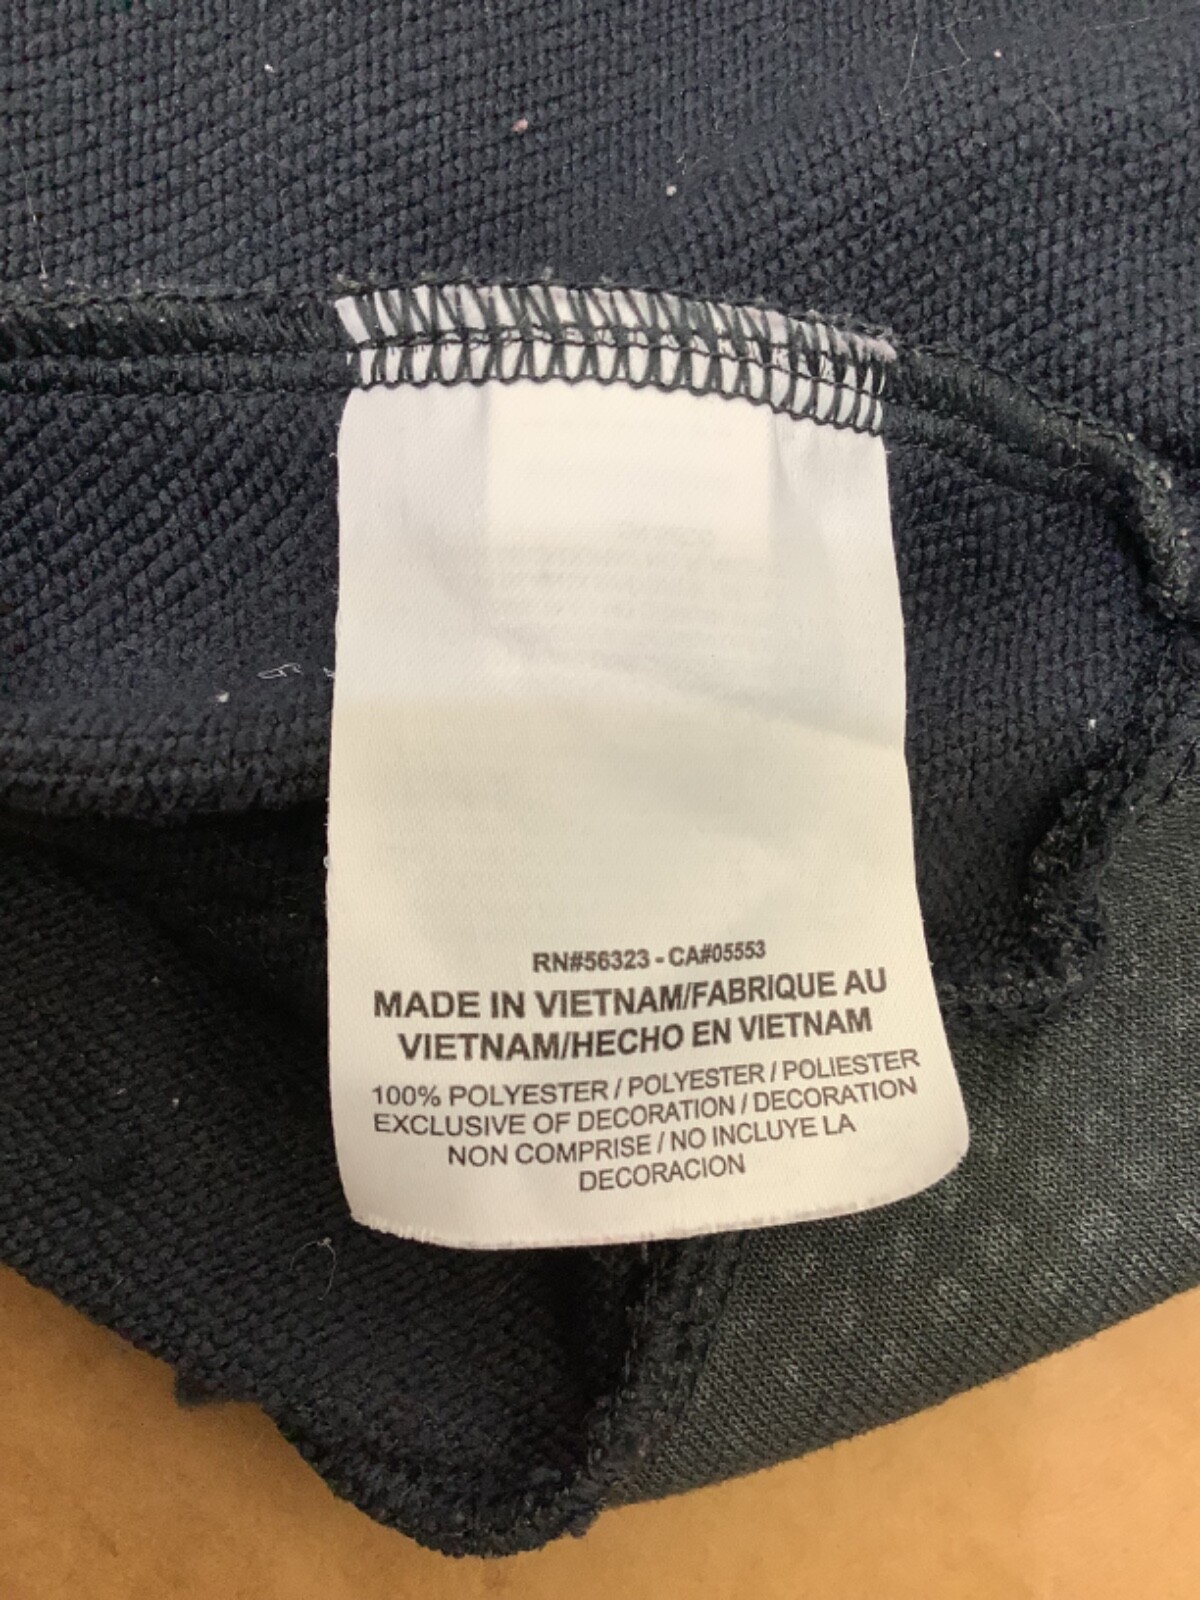 RN#56323 - CA#05553
MADE IN VIETNAM/FABRIQUE AU
VIETNAM/HECHO EN VIETNAM
100% POLYESTER / POLYESTER / POLIESTER
EXCLUSIVE OF DECORATION / DECORATION
NON COMPRISE / NO INCLUYE LA
DECORACION